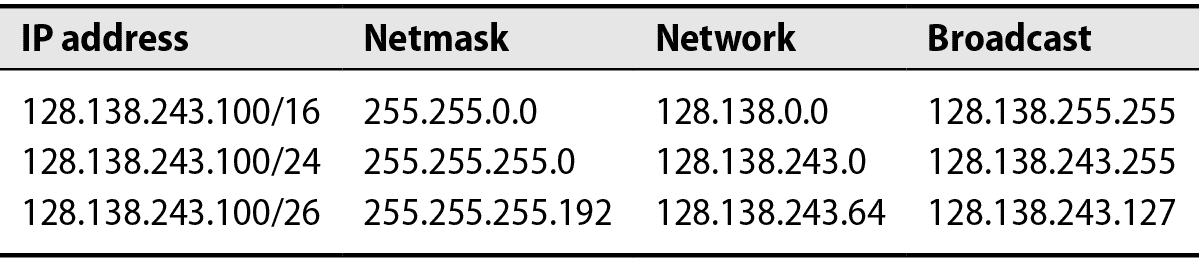 IP address Netmask Network Broadcast
128.138.243.100/16 255.255.0.0 128.138.0.0 128.138.255.255
128.138.243.100/24 255.255.255.0 128.138.243.0 128.138.243.255
128.138.243.100/26 255.255.255.192 128.138.243.64 128.138.243.127